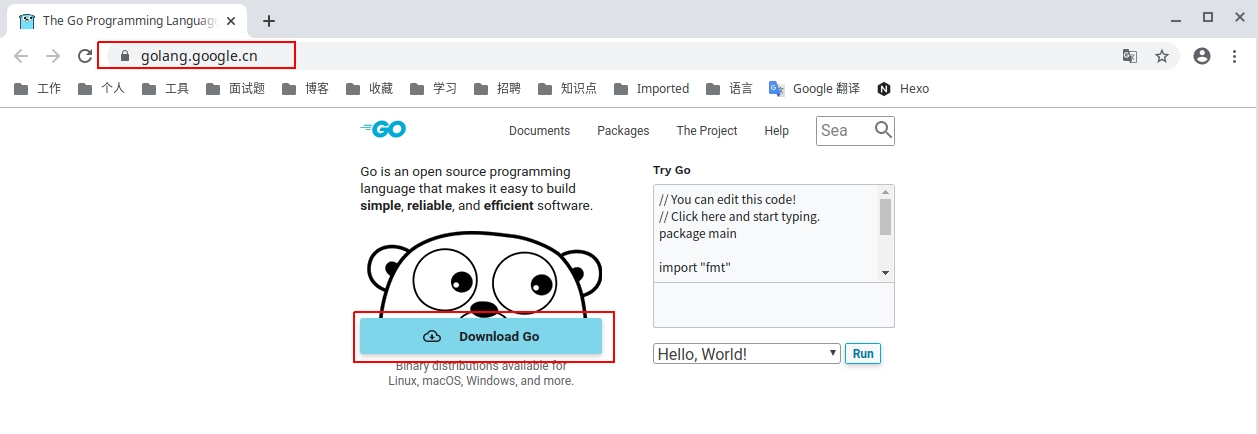 The Go Programming Language
golang.google.cn
工作 个人 工具 面试题 博客 收藏 学习 招聘 知识点 Imported 语言 Google 翻译 Hexo
GO Documents Packages The Project Help Sea
Go is an open source programming
language that makes it easy to build
simple, reliable, and efficient software.
Download Go
Binary distributions available for
Linux, macOS, Windows, and more.
Try Go
// You can edit this code!
// Click here and start typing.
package main
import "fmt"
Hello, World! Run